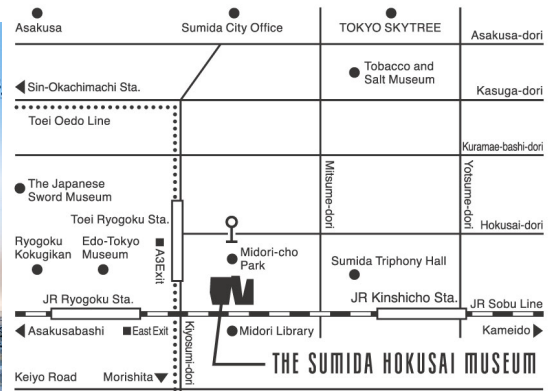 Asakusa
Sumida City Office
TOKYO SKYTREE
Asakusa-dori
Tobacco and
Salt Museum
Sin-Okachimachi Sta.
Kasuga-dori
Toei Oedo Line
Kuramae-bashi-dori
The Japanese
Sword Museum
Mitsume-dori
Yotsume-dori
Toei Ryogoku Sta.
Hokusai-dori
Ryogoku
Kokugikan
Edo-Tokyo
Museum
A3Exit
Midori-cho
Park
Sumida Triphony Hall
JR Ryogoku Sta.
JR Kinshicho Sta.
JR Sobu Line
Asakusabashi
East Exit
Kiyosumi-dori
Midori Library
Kameido
THE SUMIDA HOKUSAI MUSEUM
Keiyo Road
Morishita